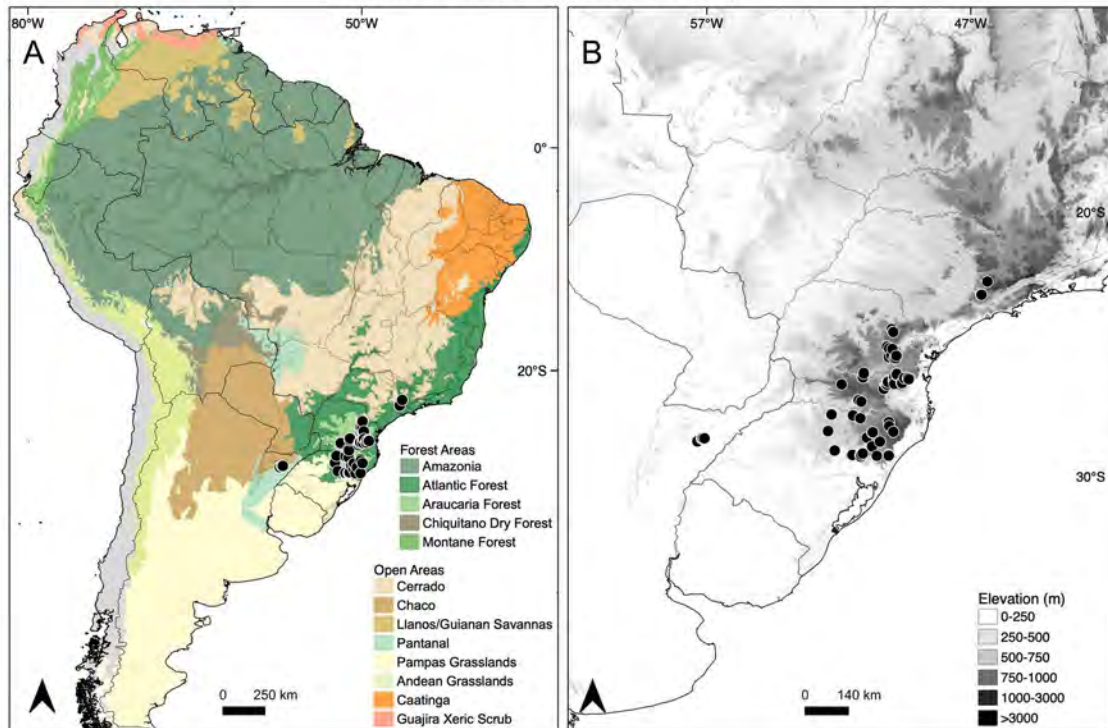 80°W
50°W
A
0°
20°S
Forest Areas
Amazonia
Atlantic Forest
Araucaria Forest
Chiquitano Dry Forest
Montane Forest
Open Areas
Cerrado
Chaco
Llanos/Guianan Savannas
Pantanal
Pampas Grasslands
Andean Grasslands
Caatinga
Guajira Xeric Scrub
0 250 km
57°W
47°W
B
20°S
30°S
Elevation (m)
0-250
250-500
500-750
750-1000
1000-3000
>3000
0 140 km